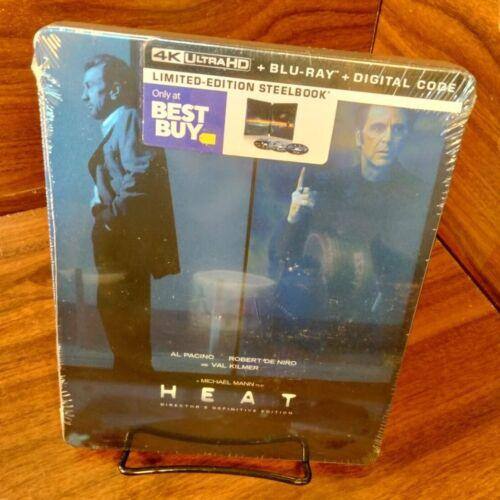 4K ULTRA HD + BLU-RAY + DIGITAL CODE
LIMITED-EDITION STEELBOOK®
Only at
BEST
BUY
AL PACINO ROBERT DE NIRO
AND VAL KILMER
A MICHAEL MANN FILM
HEAT
DIRECTOR'S DEFINITIVE EDITION